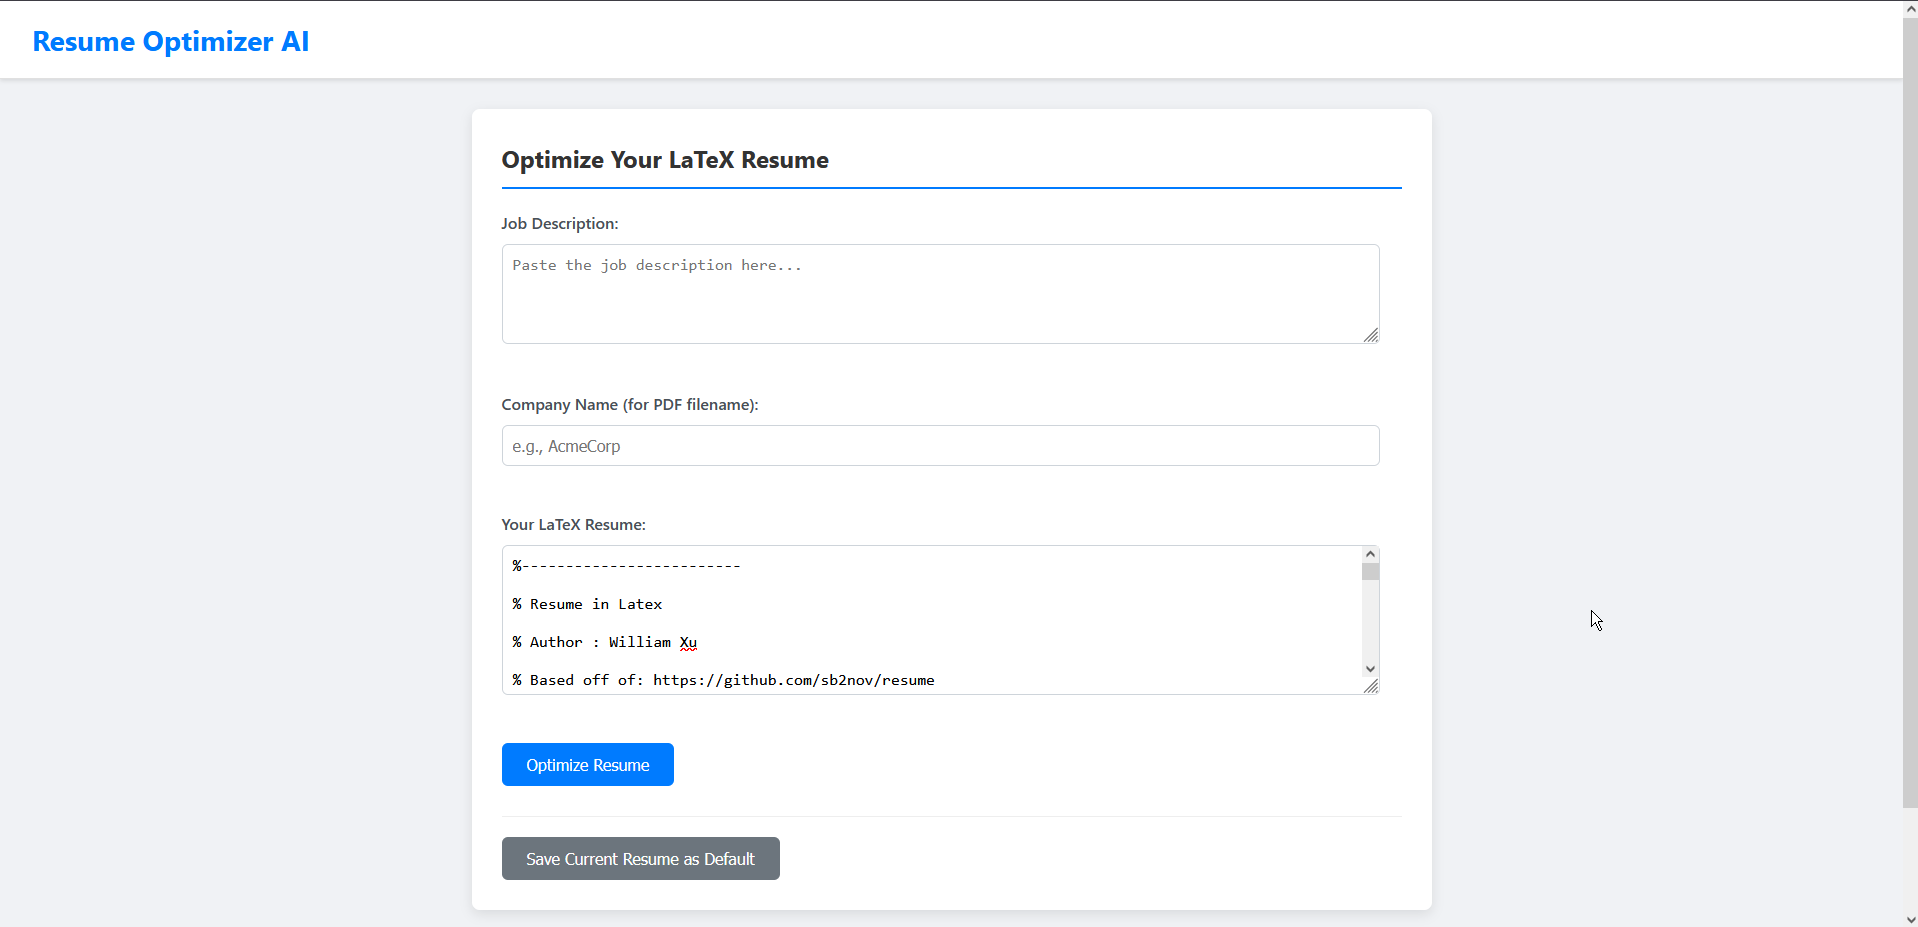 Resume Optimizer AI
Optimize Your LaTeX Resume
Job Description:
Paste the job description here...
Company Name (for PDF filename):
e.g., AcmeCorp
Your LaTeX Resume:
%-------------------------
% Resume in Latex
% Author : William Xu
% Based off of: https://github.com/sb2nov/resume
Optimize Resume
Save Current Resume as Default